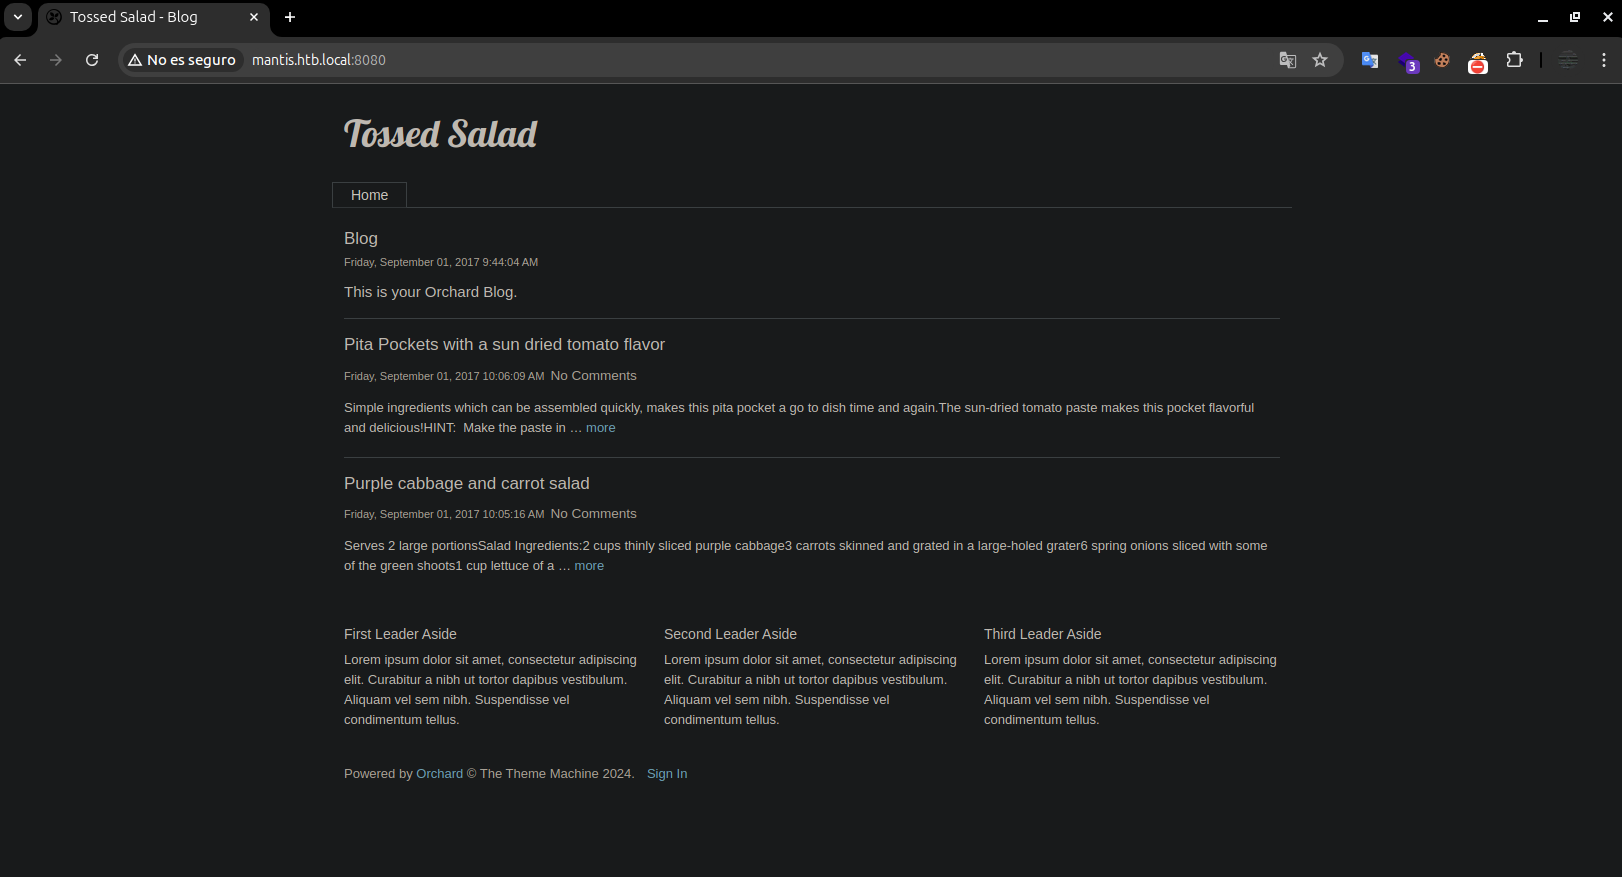 Tossed Salad - Blog
No es seguro mantis.htb.local:8080
3
Tossed Salad
Home
Blog
Friday, September 01, 2017 9:44:04 AM
This is your Orchard Blog.
Pita Pockets with a sun dried tomato flavor
Friday, September 01, 2017 10:06:09 AM No Comments
Simple ingredients which can be assembled quickly, makes this pita pocket a go to dish time and again.The sun-dried tomato paste makes this pocket flavorful
and delicious!HINT:  Make the paste in … more
Purple cabbage and carrot salad
Friday, September 01, 2017 10:05:16 AM No Comments
Serves 2 large portionsSalad Ingredients:2 cups thinly sliced purple cabbage3 carrots skinned and grated in a large-holed grater6 spring onions sliced with some
of the green shoots1 cup lettuce of a … more
First Leader Aside
Lorem ipsum dolor sit amet, consectetur adipiscing
elit. Curabitur a nibh ut tortor dapibus vestibulum.
Aliquam vel sem nibh. Suspendisse vel
condimentum tellus.
Second Leader Aside
Lorem ipsum dolor sit amet, consectetur adipiscing
elit. Curabitur a nibh ut tortor dapibus vestibulum.
Aliquam vel sem nibh. Suspendisse vel
condimentum tellus.
Third Leader Aside
Lorem ipsum dolor sit amet, consectetur adipiscing
elit. Curabitur a nibh ut tortor dapibus vestibulum.
Aliquam vel sem nibh. Suspendisse vel
condimentum tellus.
Powered by Orchard © The Theme Machine 2024. Sign In